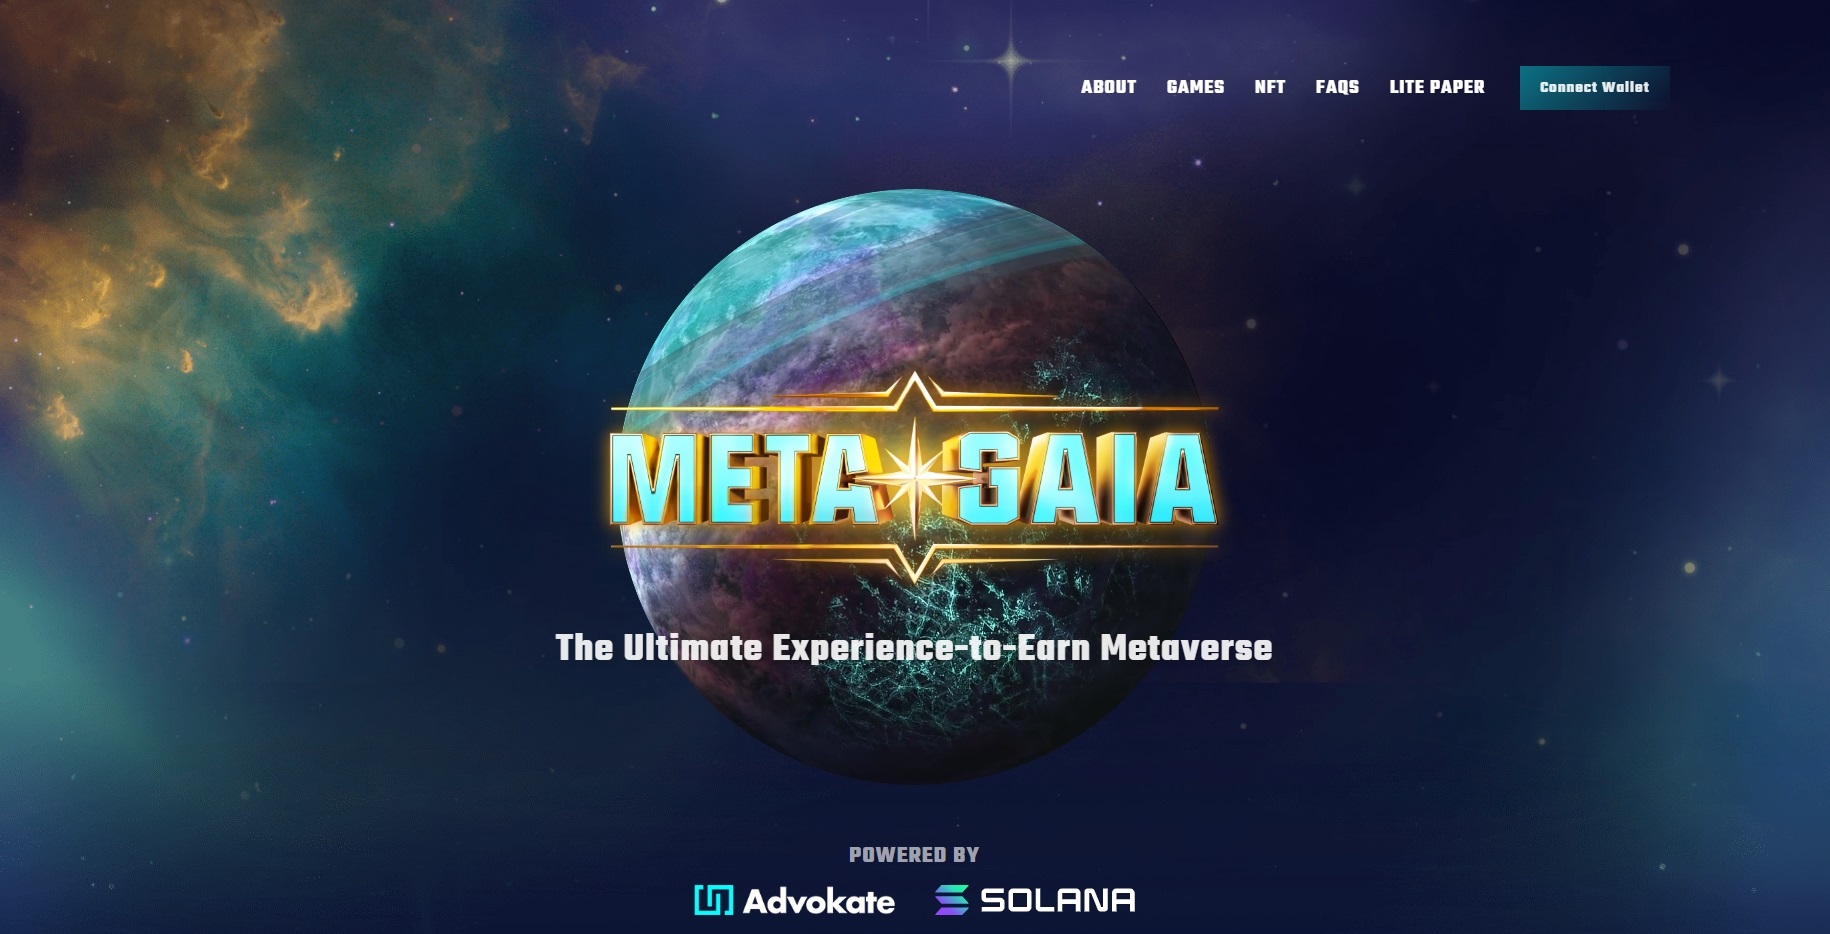 ABOUT GAMES NFT FAQS LITE PAPER Connect Wallet
META GAIA
The Ultimate Experience-to-Earn Metaverse
POWERED BY
Advokate SOLANA